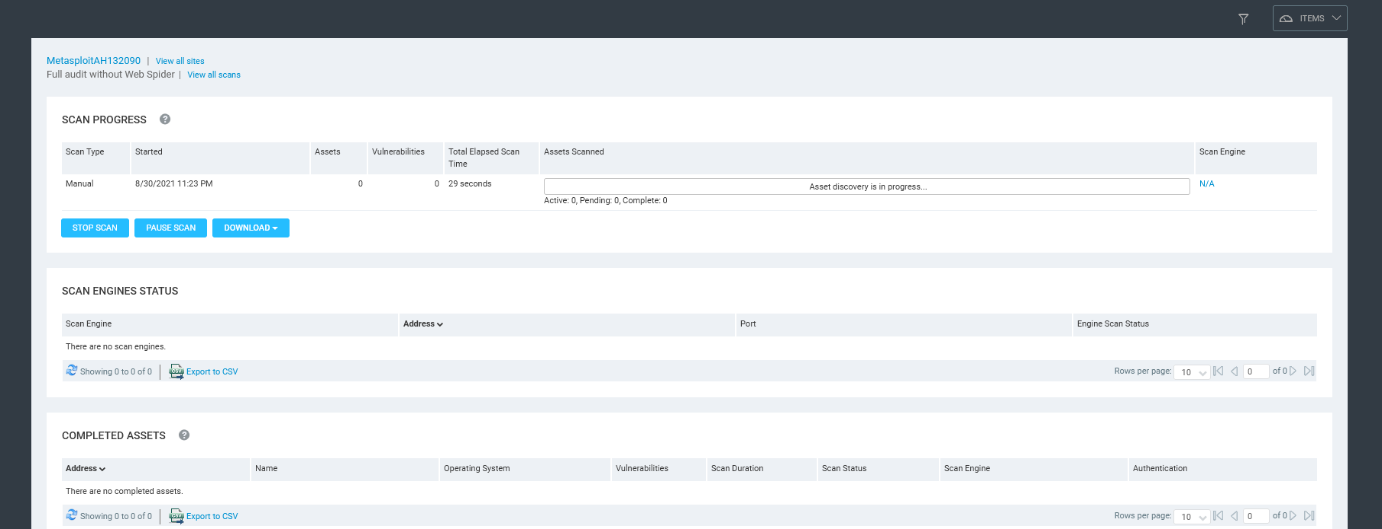 ITEMS
MetasploitAH132090 | View all sites
Full audit without Web Spider | View all scans
SCAN PROGRESS
Scan Type Started Assets Vulnerabilities Total Elapsed Scan Time Assets Scanned Scan Engine
Manual 8/30/2021 11:23 PM 0 0 29 seconds Asset discovery is in progress... N/A
Active: 0, Pending: 0, Complete: 0
STOP SCAN PAUSE SCAN DOWNLOAD
SCAN ENGINES STATUS
Scan Engine Address Port Engine Scan Status
There are no scan engines.
Showing 0 to 0 of 0 | Export to CSV Rows per page: 10 0 of 0
COMPLETED ASSETS
Address Name Operating System Vulnerabilities Scan Duration Scan Status Scan Engine Authentication
There are no completed assets.
Showing 0 to 0 of 0 | Export to CSV Rows per page: 10 0 of 0